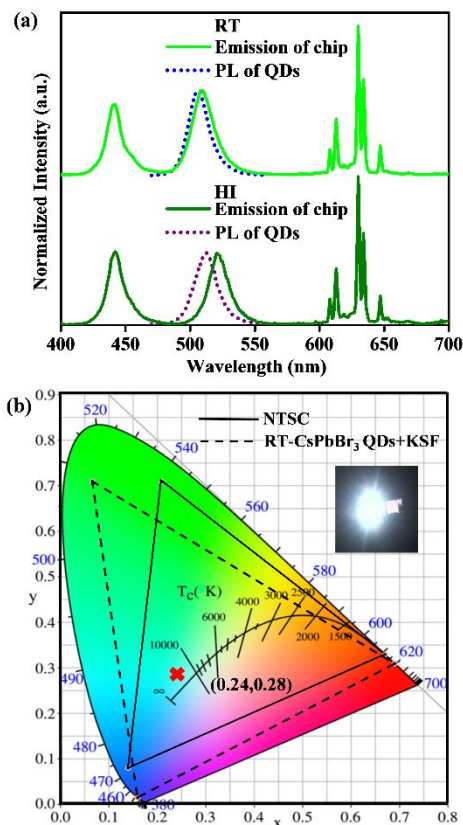 (a)
RT
Emission of chip
PL of QDs
HI
Emission of chip
PL of QDs
Normalized Intensity (a.u.)
400 450 500 550 600 650 700
Wavelength (nm)
(b)
0.9
0.8
0.7
0.6
0.5
0.4
0.3
0.2
0.1
0.0
y
520
540
560
580
600
620
700
500
490
480
470
460
380
NTSC
RT-CsPbBr3 QDs+KSF
Tc(°K)
∞
10000
6000
4000
3000
2500
2000
1500
(0.24,0.28)
0.0 0.1 0.2 0.3 0.4 0.5 0.6 0.7 0.8
x